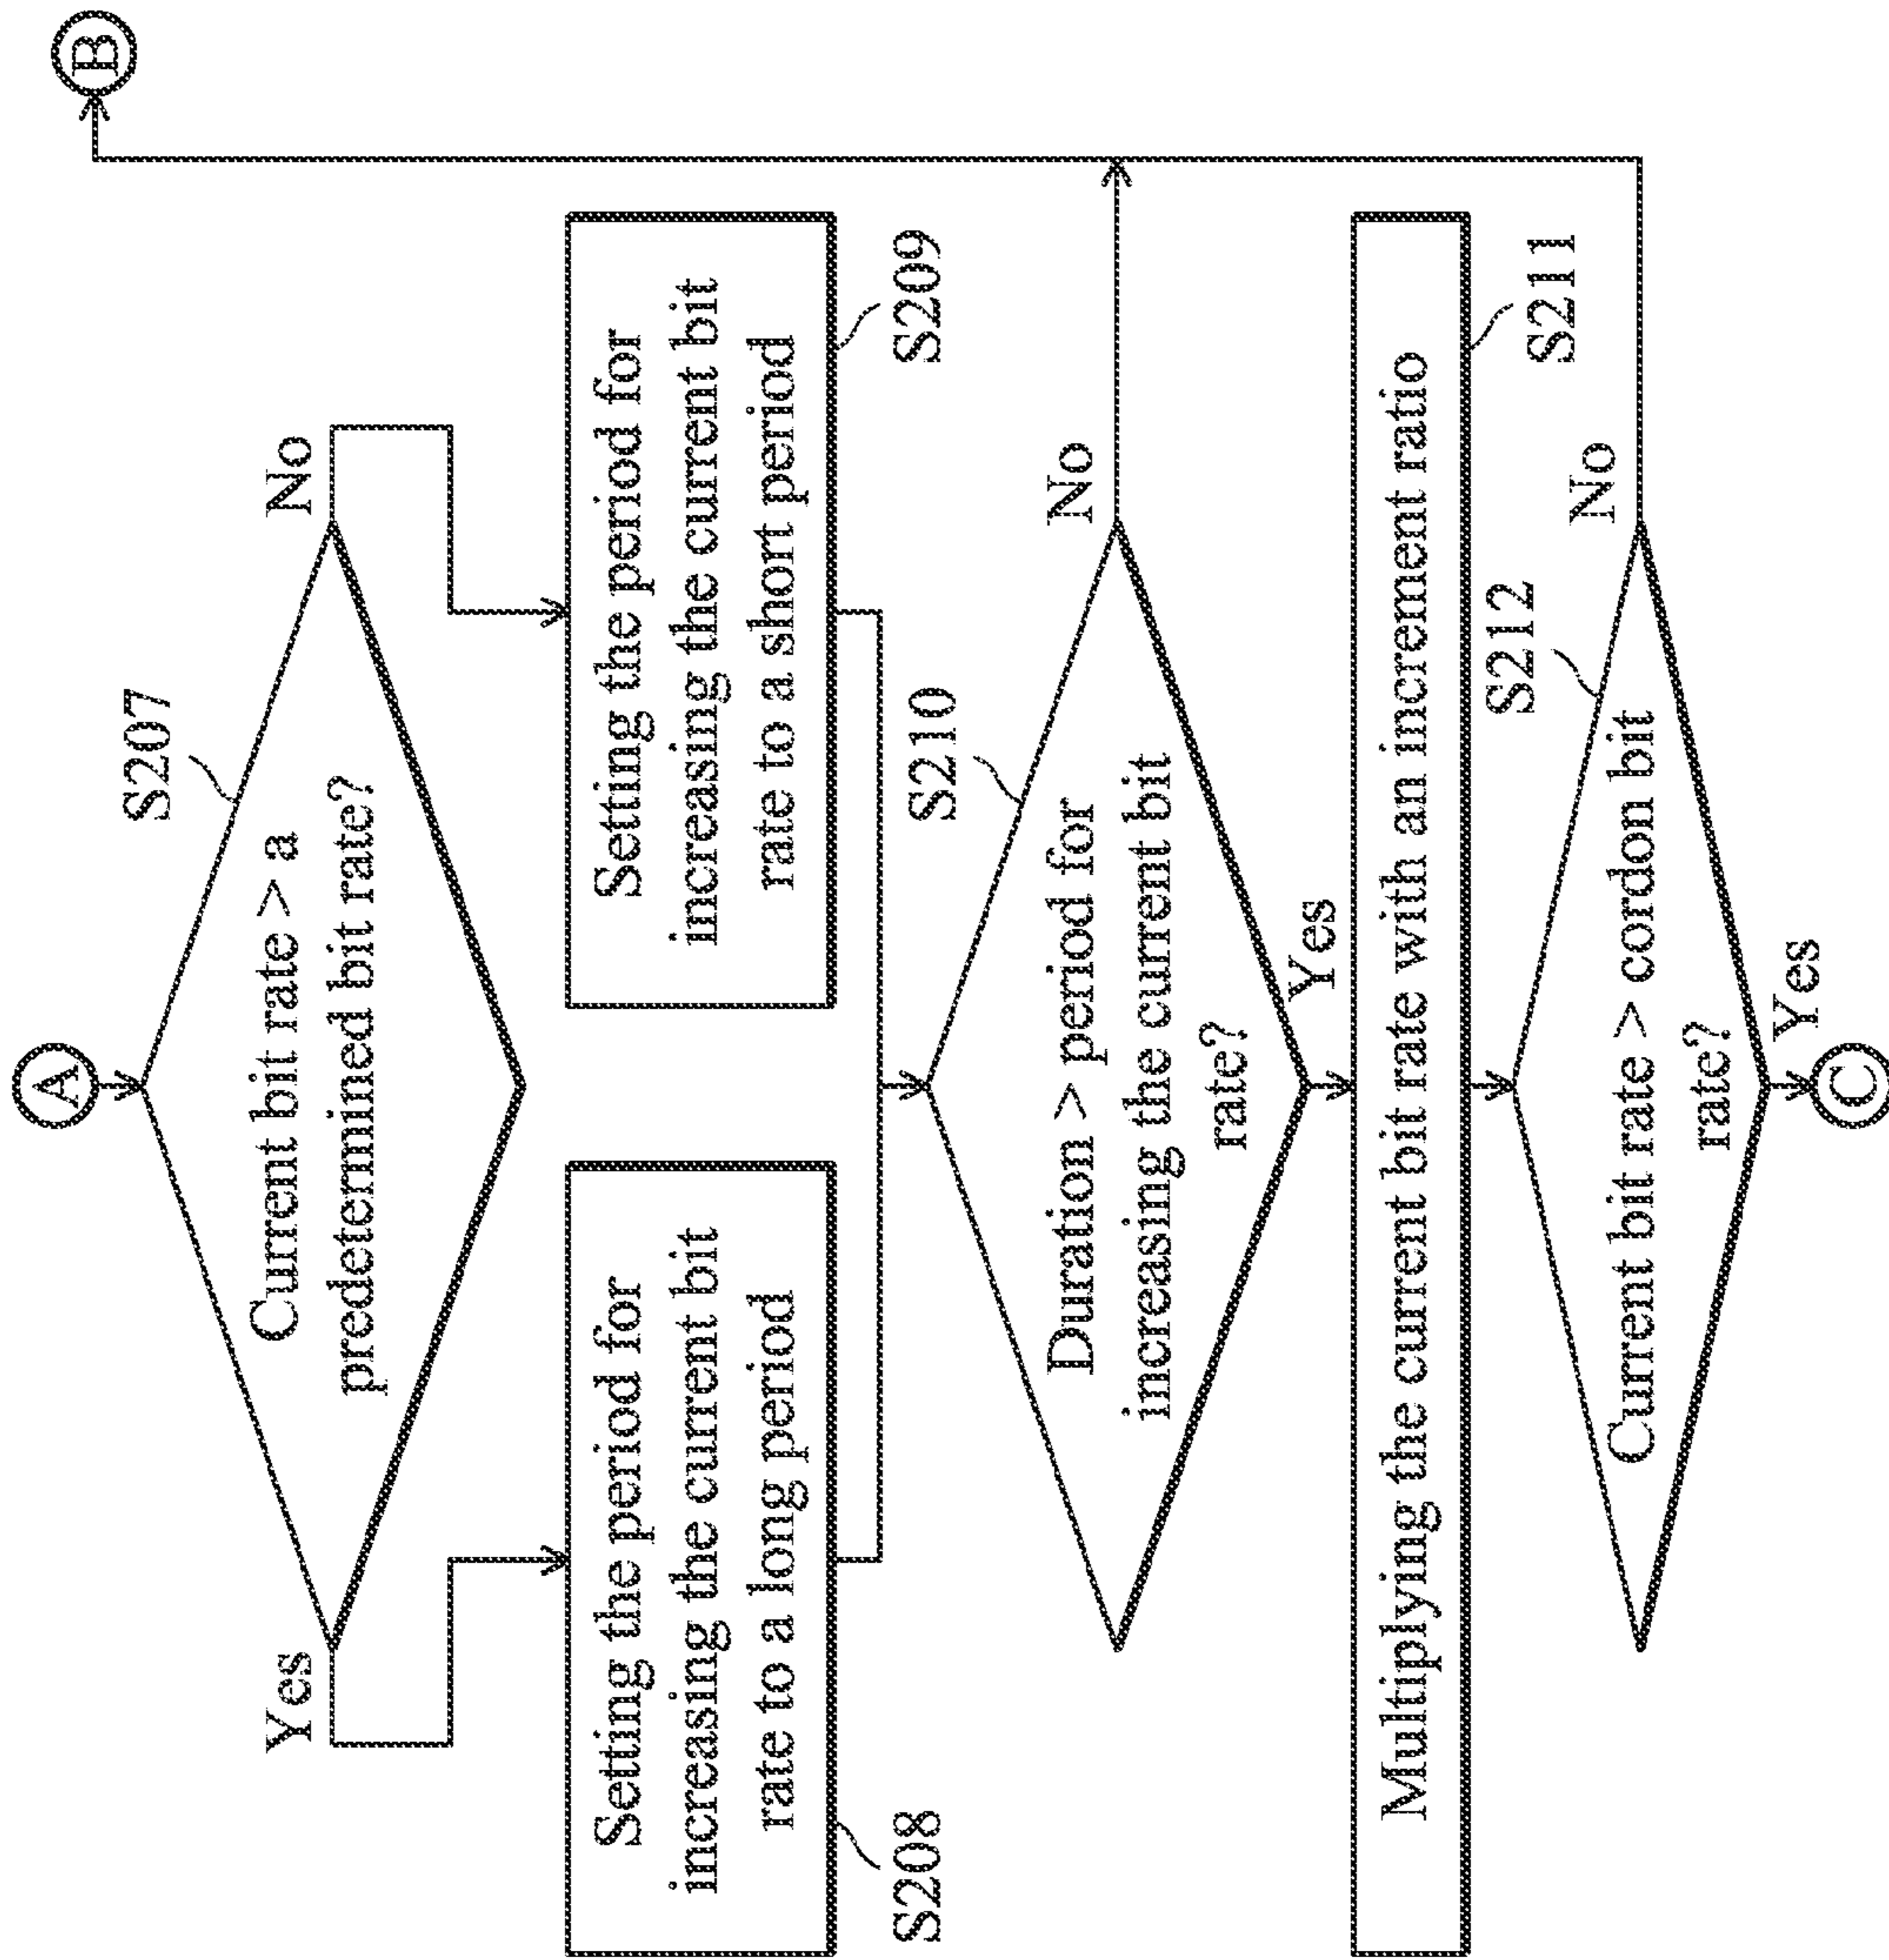 A
S207
Current bit rate > a
predetermined bit rate?
Yes
No
Setting the period for
increasing the current bit
rate to a long period
S208
Setting the period for
increasing the current bit
rate to a short period
S209
S210
Duration > period for
increasing the current bit
rate?
No
Yes
Multiplying the current bit rate with an increment ratio
S211
S212
Current bit rate > cordon bit
rate?
No
Yes
B
C